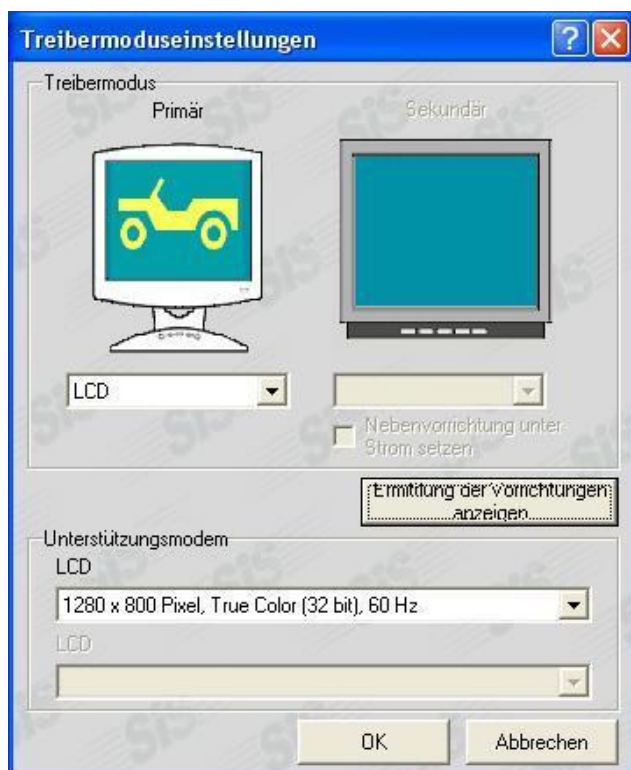 Treibermoduseinstellungen
Treibermodus
Primär
Sekundär
LCD
Nebenvorrichtung unter
Strom setzen
Ermittlung der Vorrichtungen
anzeigen
Unterstützungsmodem
LCD
1280 x 800 Pixel, True Color (32 bit), 60 Hz
LCD
OK
Abbrechen